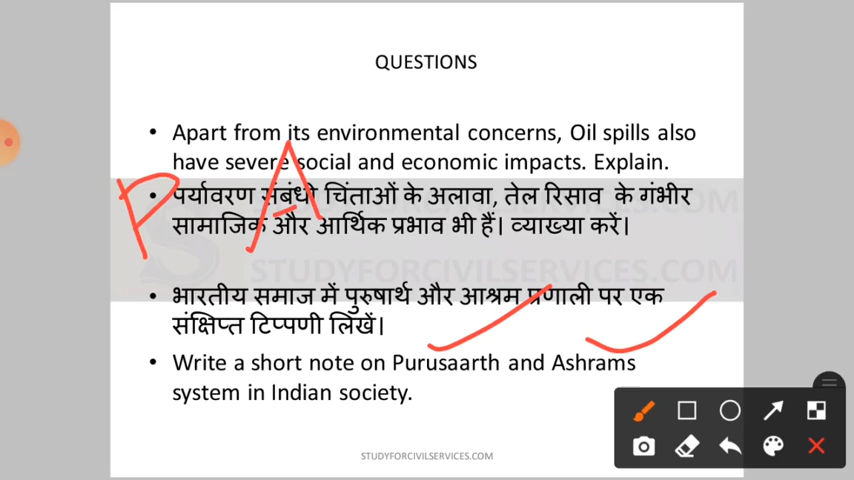 QUESTIONS
• Apart from its environmental concerns, Oil spills also
have severe social and economic impacts. Explain.
• पर्यावरण संबंधी चिंताओं के अलावा, तेल रिसाव के गंभीर
सामाजिक और आर्थिक प्रभाव भी हैं। व्याख्या करें।
P A
STUDYFORCIVILSERVICES.COM
STUDYFORCIVILSERVICES.COM
• भारतीय समाज में पुरुषार्थ और आश्रम प्रणाली पर एक
संक्षिप्त टिप्पणी लिखें।
• Write a short note on Purusaarth and Ashrams
system in Indian society.
STUDYFORCIVILSERVICES.COM